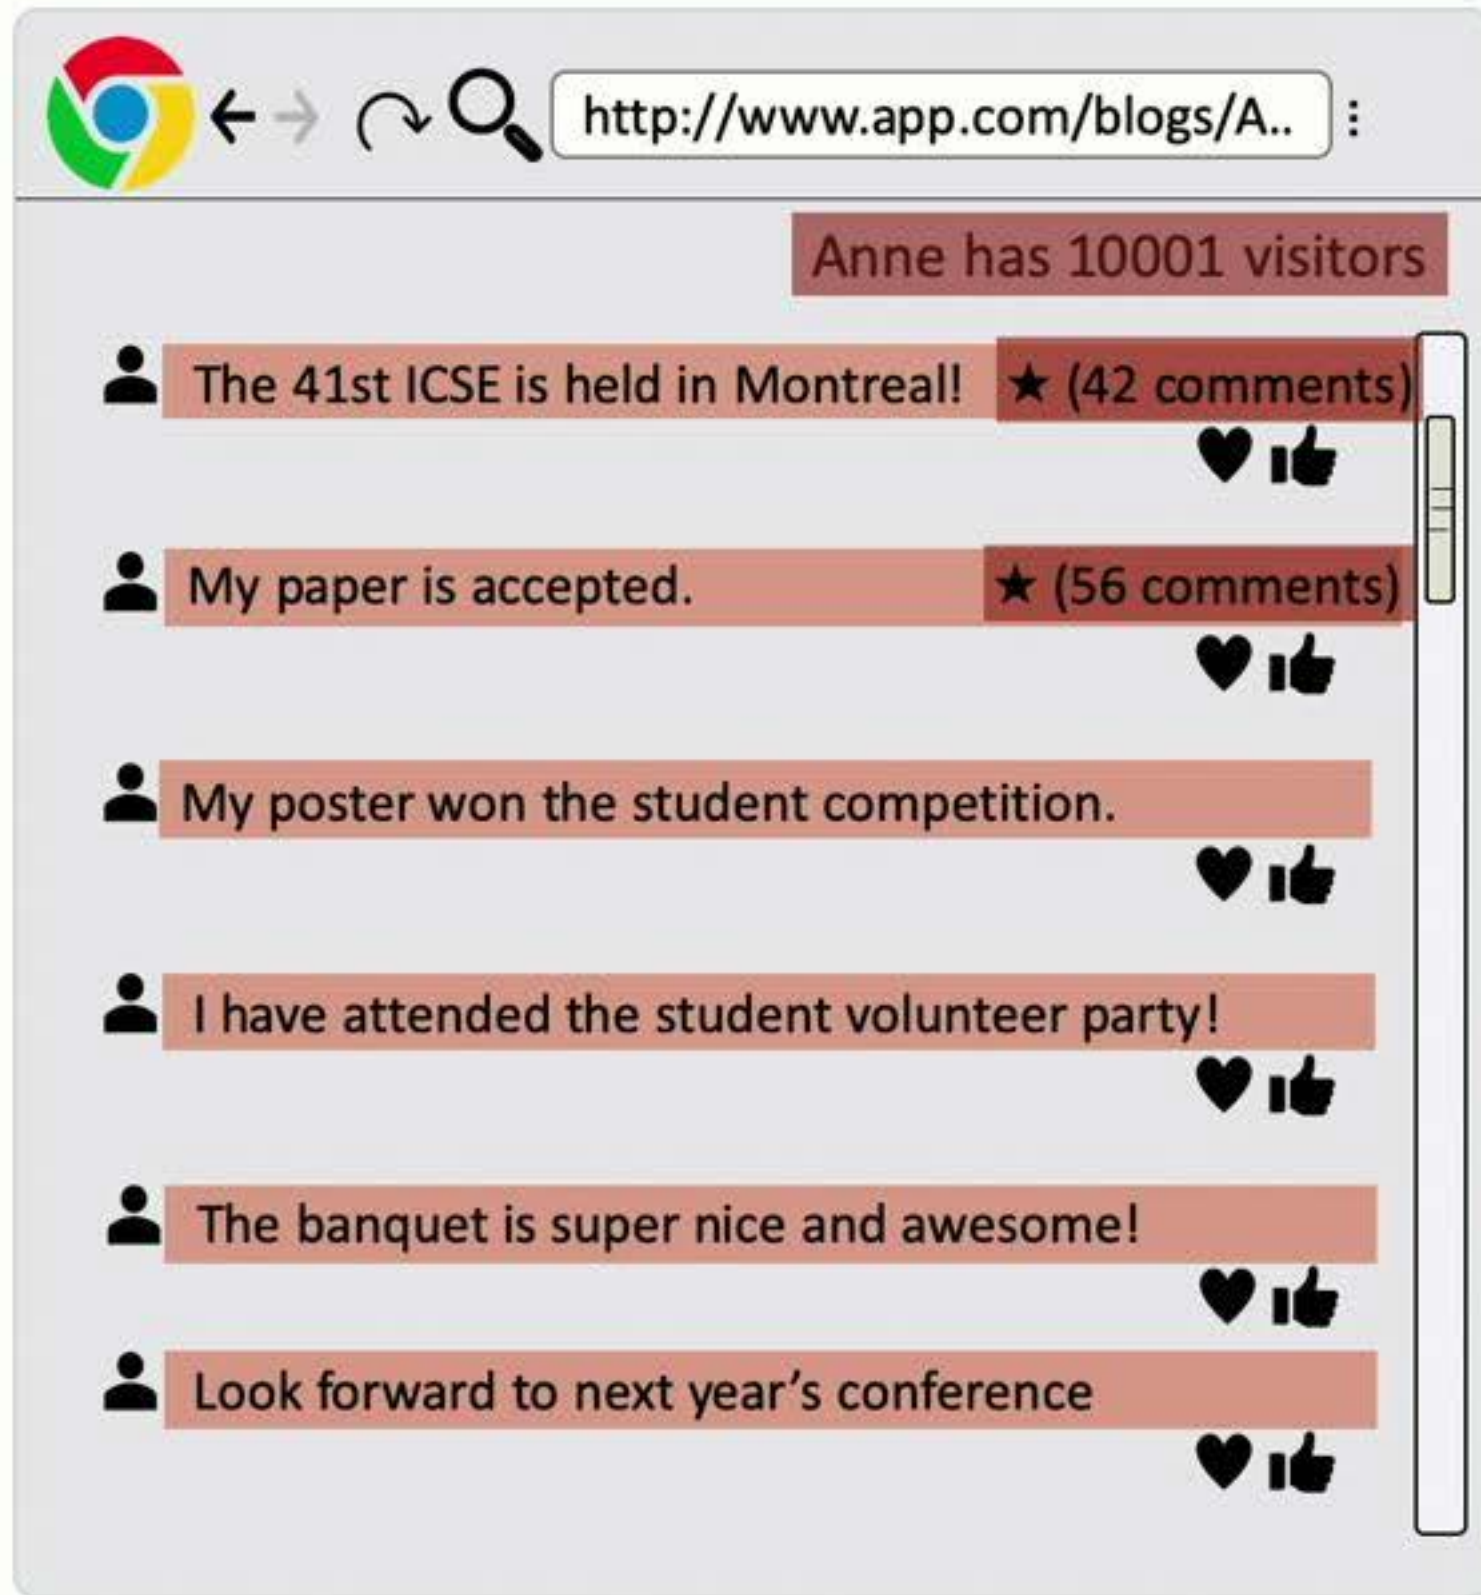 http://www.app.com/blogs/A..
Anne has 10001 visitors
The 41st ICSE is held in Montreal! ★ (42 comments)
My paper is accepted. ★ (56 comments)
My poster won the student competition.
I have attended the student volunteer party!
The banquet is super nice and awesome!
Look forward to next year’s conference